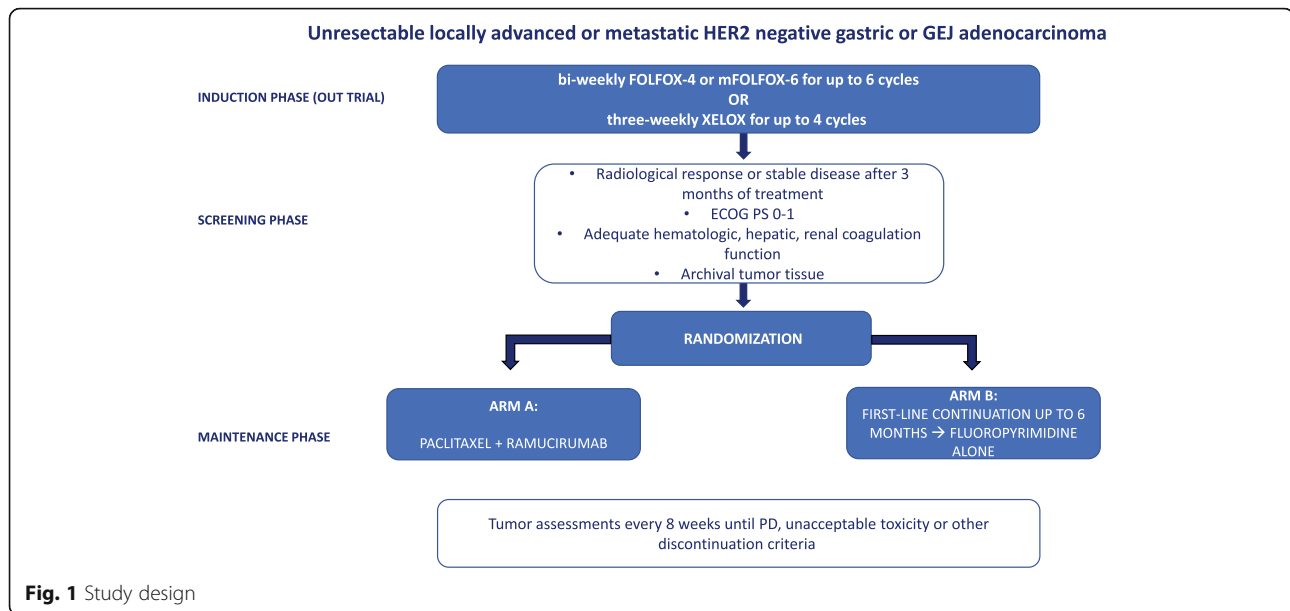 Unresectable locally advanced or metastatic HER2 negative gastric or GEJ adenocarcinoma
INDUCTION PHASE (OUT TRIAL)
bi-weekly FOLFOX-4 or mFOLFOX-6 for up to 6 cycles
OR
three-weekly XELOX for up to 4 cycles
SCREENING PHASE
• Radiological response or stable disease after 3
months of treatment
• ECOG PS 0-1
• Adequate hematologic, hepatic, renal coagulation
function
• Archival tumor tissue
RANDOMIZATION
MAINTENANCE PHASE
ARM A:
PACLITAXEL + RAMUCIRUMAB
ARM B:
FIRST-LINE CONTINUATION UP TO 6
MONTHS → FLUOROPYRIMIDINE
ALONE
Tumor assessments every 8 weeks until PD, unacceptable toxicity or other
discontinuation criteria
Fig. 1 Study design